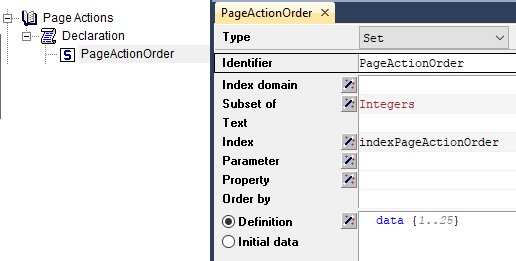 Page Actions
Declaration
S PageActionOrder
PageActionOrder ×
Type Set
Identifier PageActionOrder
Index domain
Subset of Integers
Text
Index indexPageActionOrder
Parameter
Property
Order by
Definition data {1..25}
Initial data